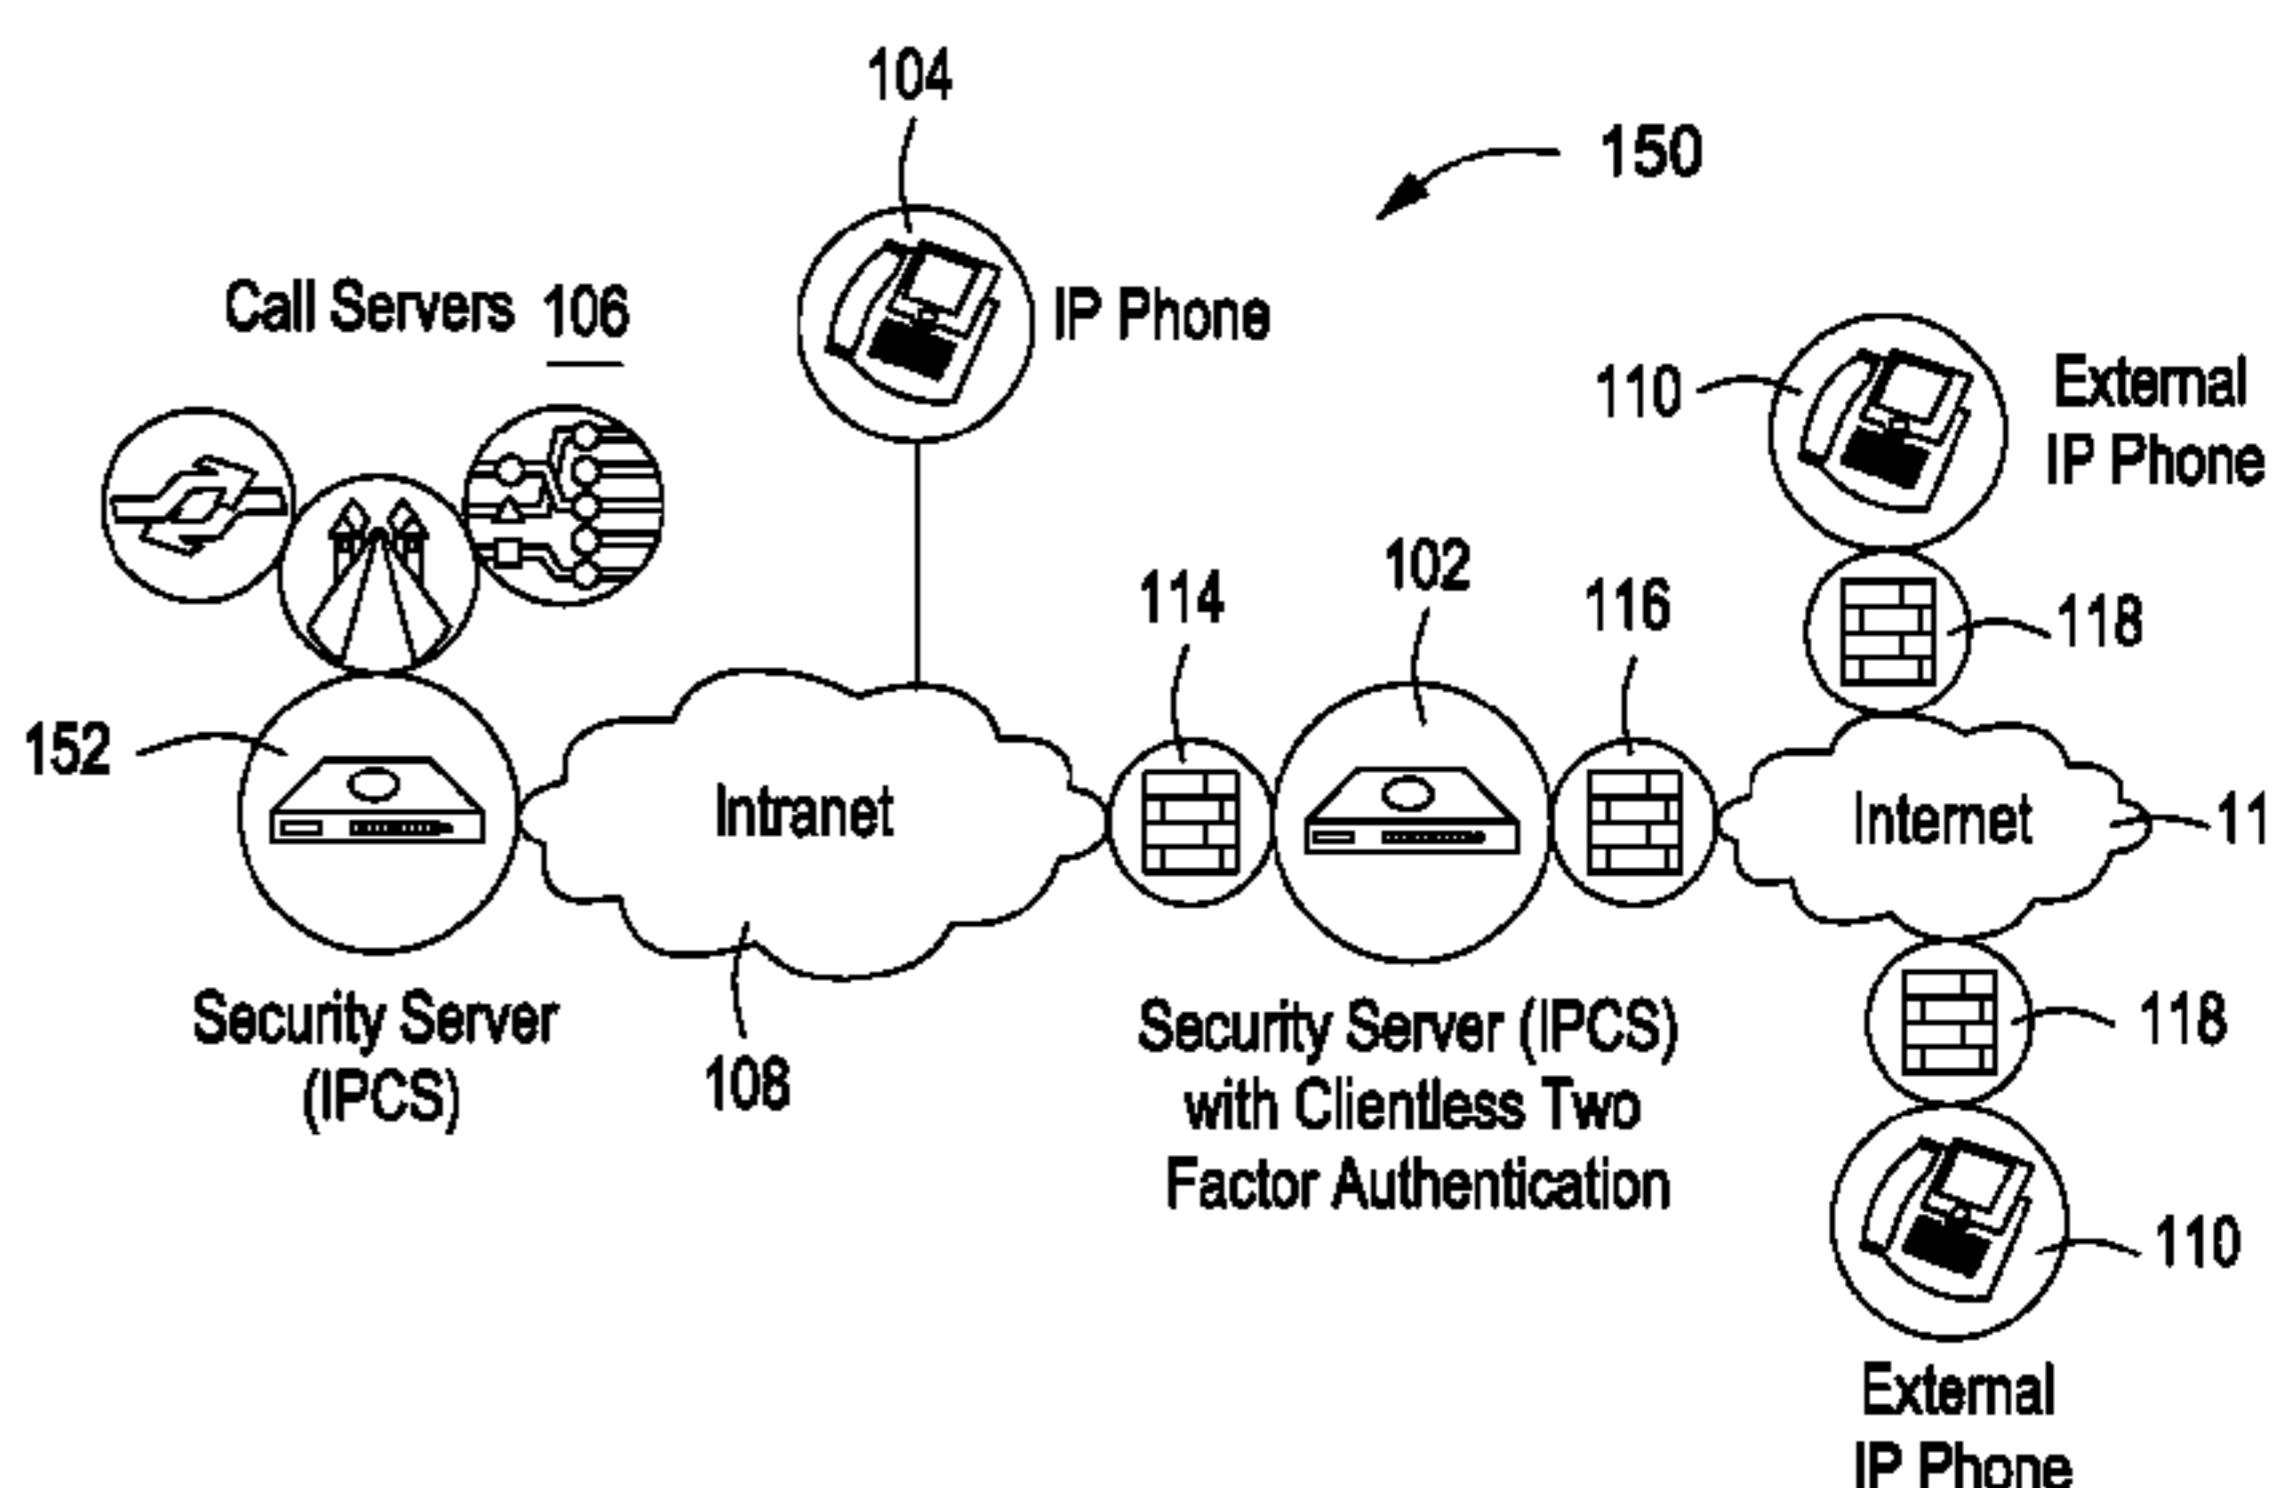 104
150
Call Servers 106
IP Phone
110
External
IP Phone
102
114
116
118
152
Intranet
Internet
11
Security Server
(IPCS)
108
Security Server (IPCS)
with Clientless Two
Factor Authentication
118
110
External
IP Phone